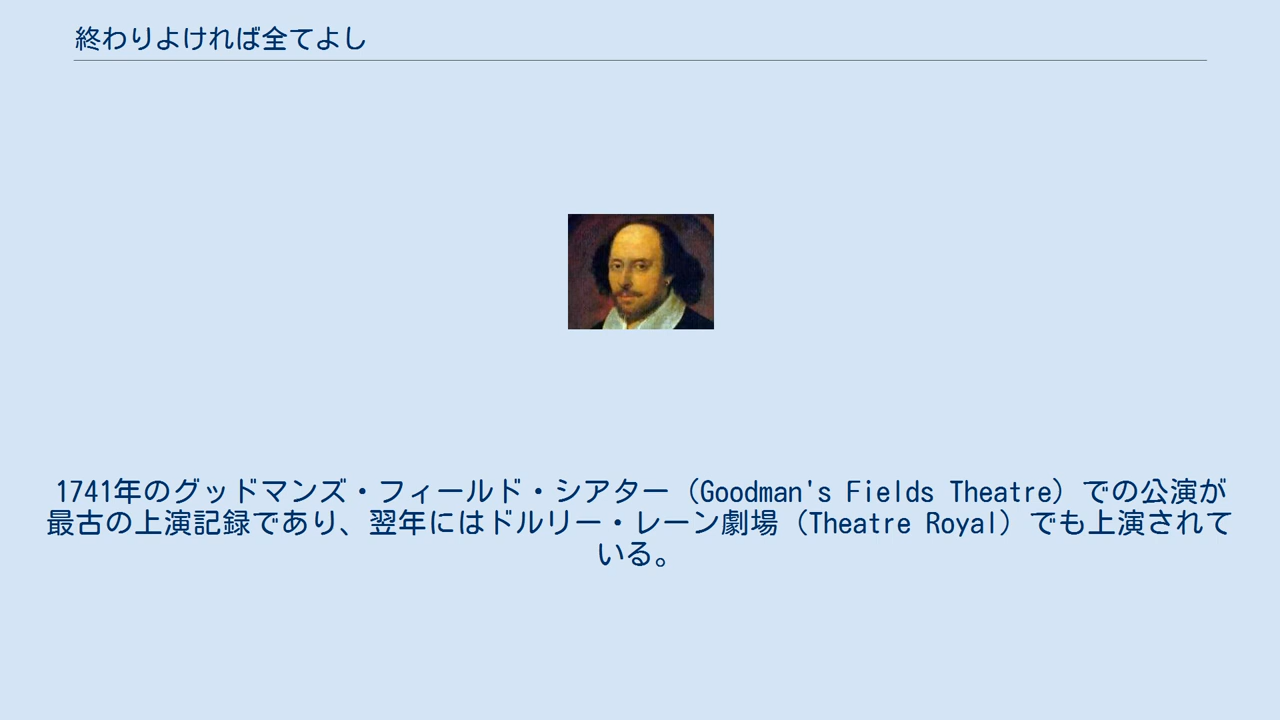 終わりよければ全てよし
1741年のグッドマンズ・フィールド・シアター（Goodman's Fields Theatre）での公演が
最古の上演記録であり、翌年にはドルリー・レーン劇場（Theatre Royal）でも上演されて
いる。